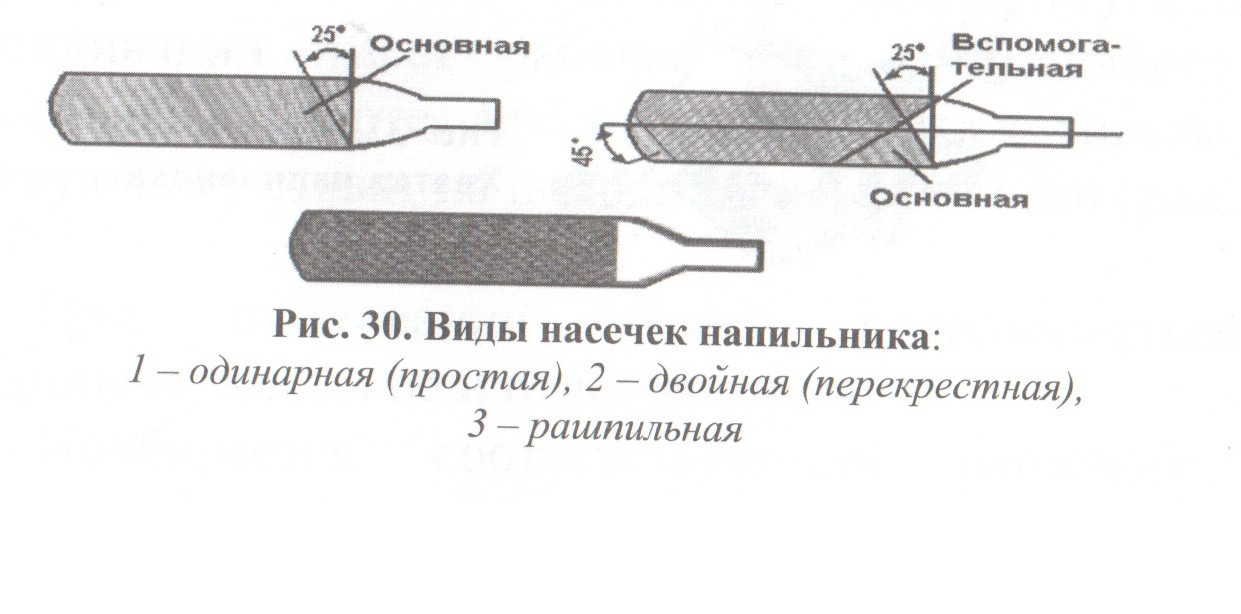 25°
Основная
25°
Вспомога-
тельная
45°
Основная
Рис. 30. Виды насечек напильника:
1 – одинарная (простая), 2 – двойная (перекрестная),
3 – рашпильная